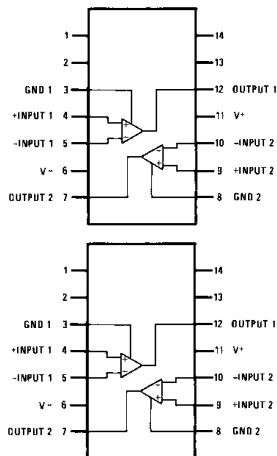 1 14
2 13
GND 1 3 12 OUTPUT 1
+INPUT 1 4 11 V+
−INPUT 1 5 10 −INPUT 2
V− 6 9 +INPUT 2
OUTPUT 2 7 8 GND 2
1 14
2 13
GND 1 3 12 OUTPUT 1
+INPUT 1 4 11 V+
−INPUT 1 5 10 −INPUT 2
V− 6 9 +INPUT 2
OUTPUT 2 7 8 GND 2